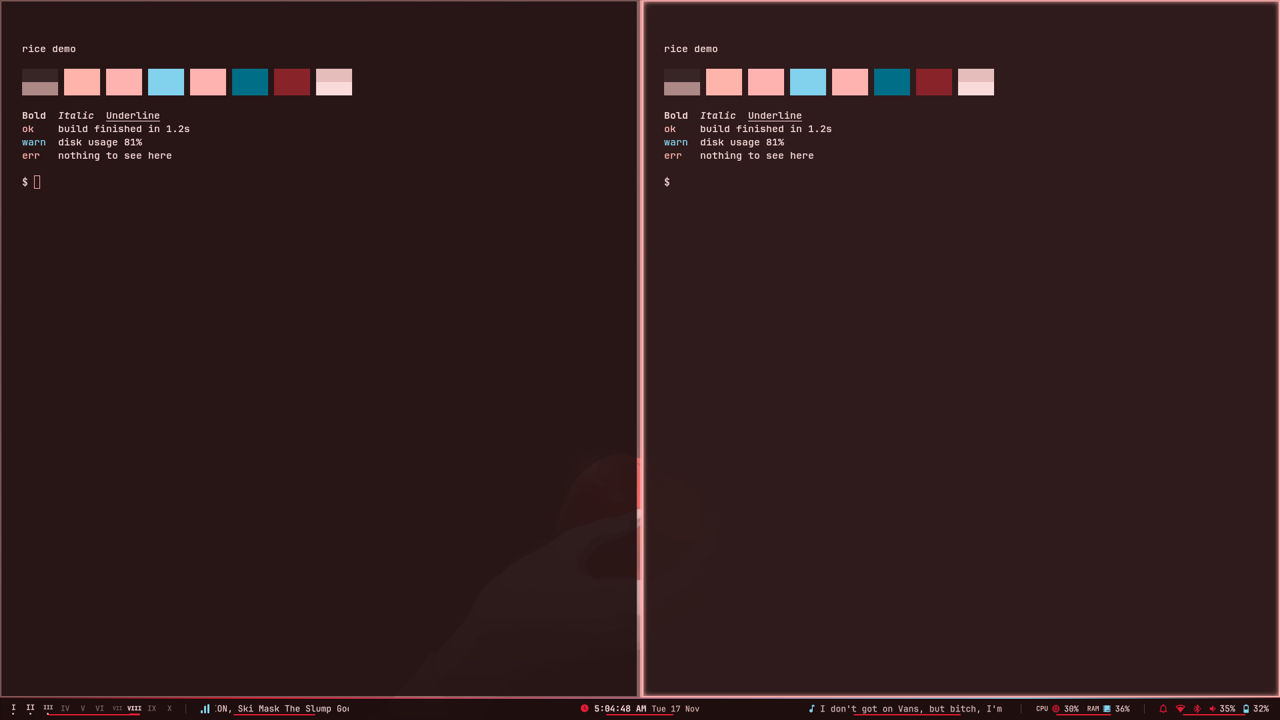 rice demo
Bold Italic Underline
ok build finished in 1.2s
warn disk usage 81%
err nothing to see here
$
rice demo
Bold Italic Underline
ok build finished in 1.2s
warn disk usage 81%
err nothing to see here
$
I II III IV V VI VII VIII IX X ON, Ski Mask The Slump Go 5:04:48 AM Tue 17 Nov I don't got on Vans, but bitch, I'm CPU 30% RAM 36% 35% 32%